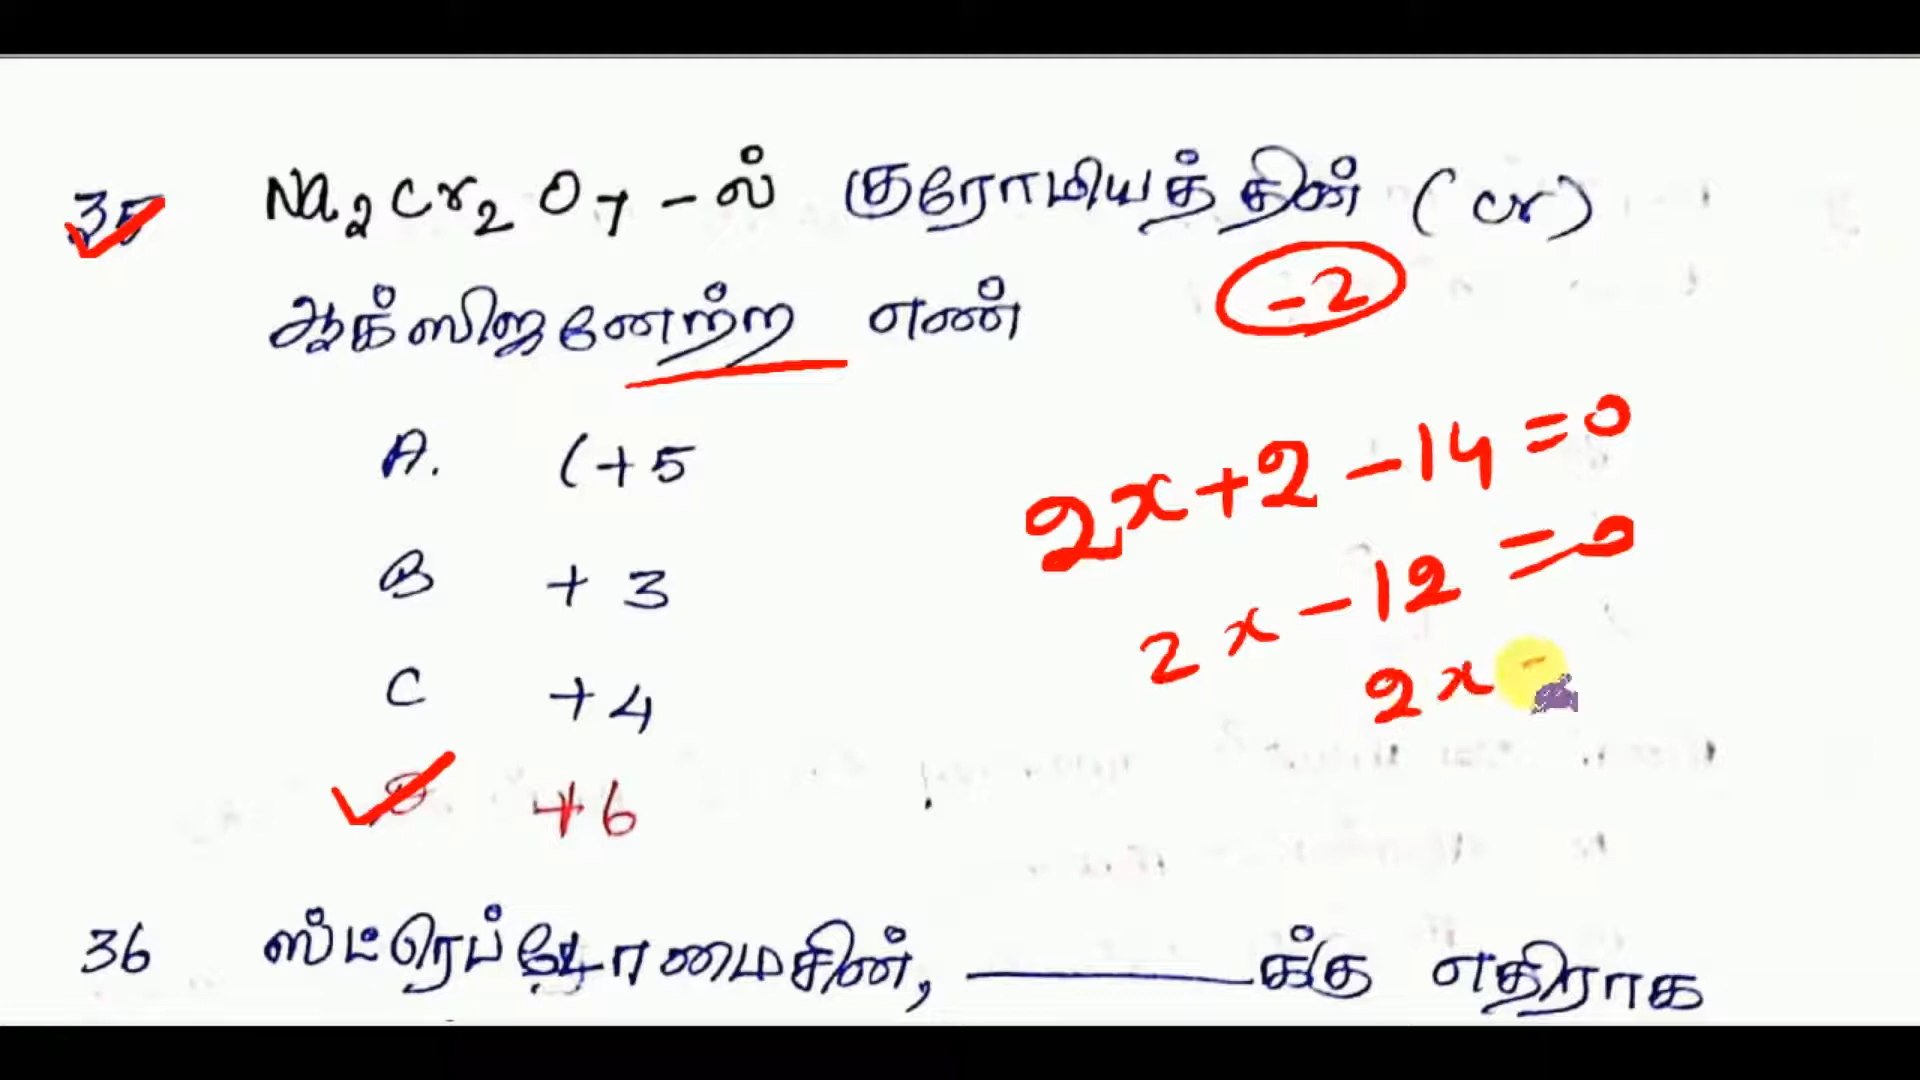 35 Na₂Cr₂O₇ - ல் குரோமியத்தின் (Cr)
ஆக்ஸிஜனேற்ற எண்
-2
A. (+5
B +3
C +4
D +6
2x+2-14=0
2x-12=0
2x
36 ஸ்ட்ரெப்டோமைசின், ________க்கு எதிராக